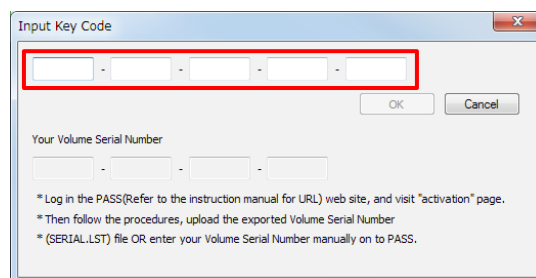 Input Key Code
- - - -
OK Cancel
Your Volume Serial Number
- - -
* Log in the PASS(Refer to the instruction manual for URL) web site, and visit "activation" page.
* Then follow the procedures, upload the exported Volume Serial Number
* (SERIAL.LST) file OR enter your Volume Serial Number manually on to PASS.